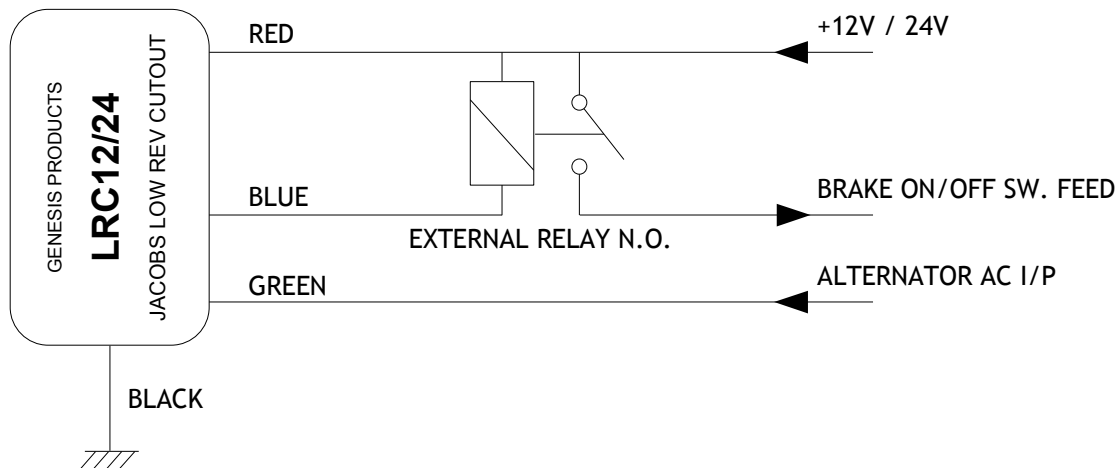 GENESIS PRODUCTS
LRC12/24
JACOBS LOW REV CUTOUT
RED
+12V / 24V
BLUE
BRAKE ON/OFF SW. FEED
EXTERNAL RELAY N.O.
GREEN
ALTERNATOR AC I/P
BLACK